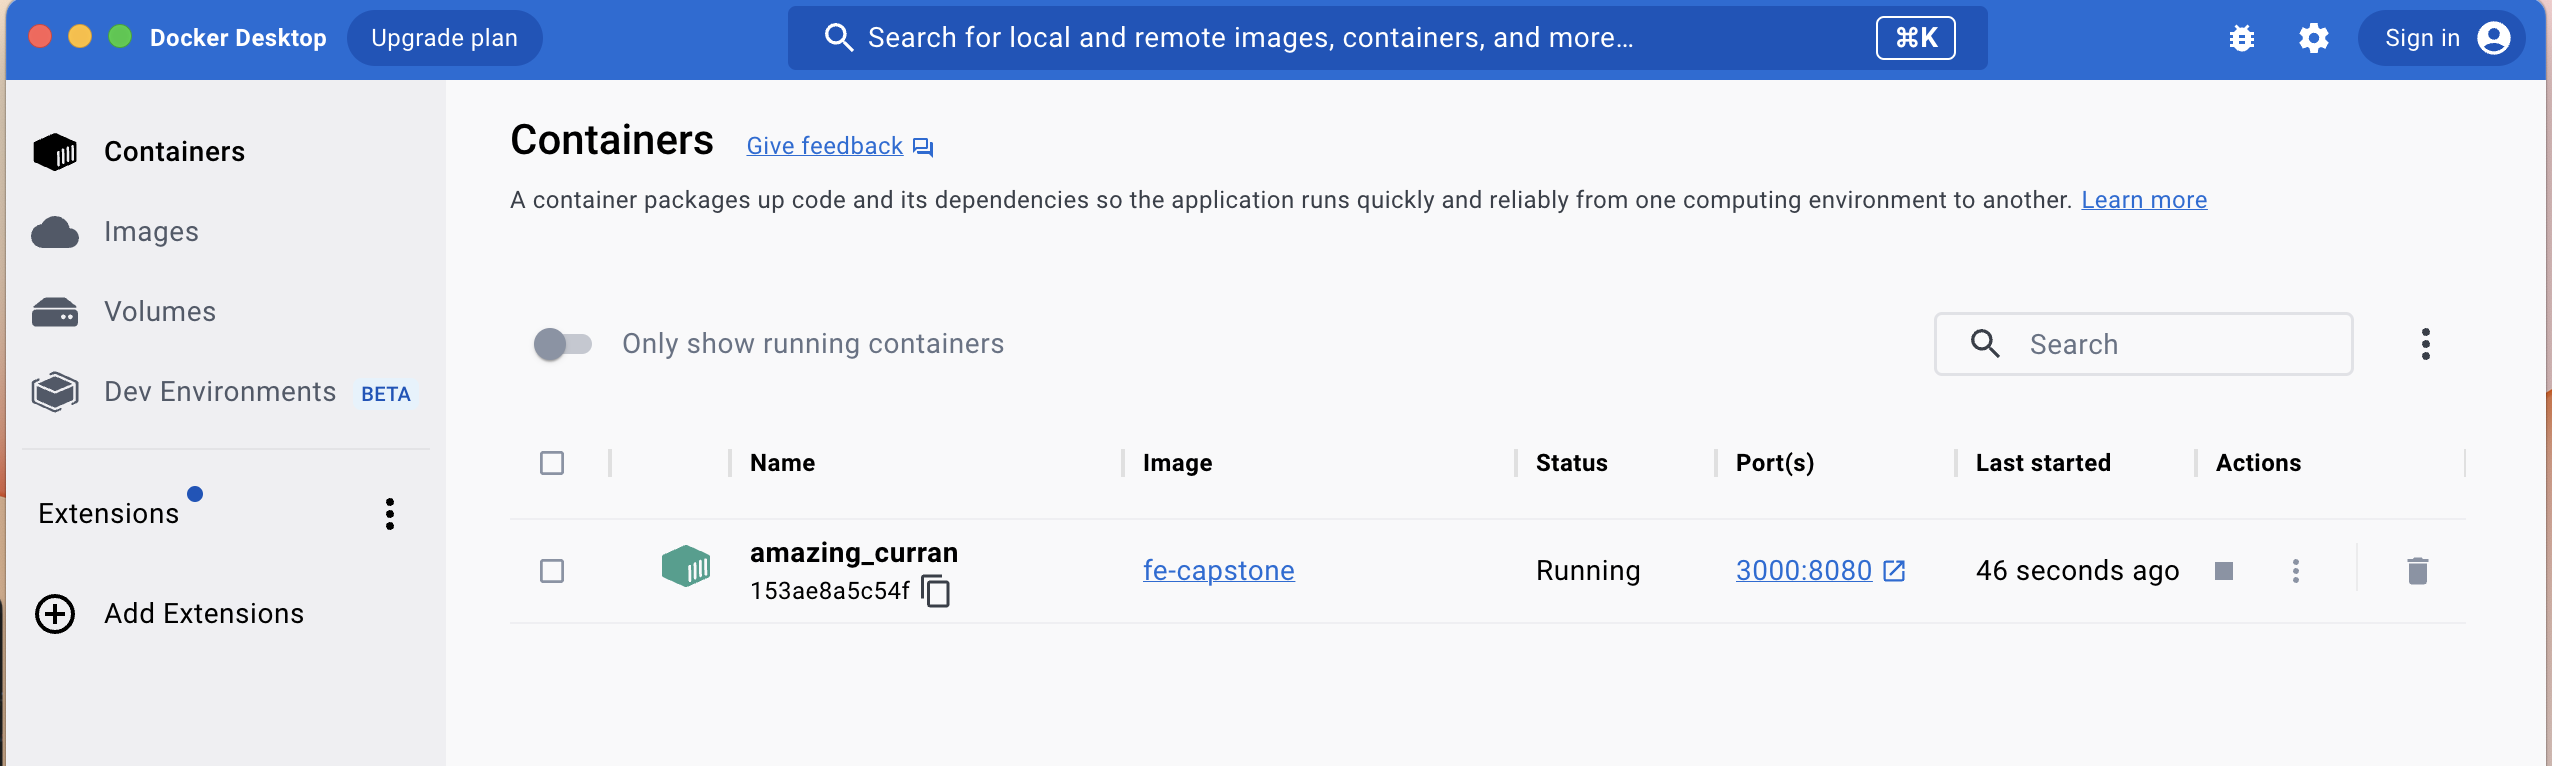 Docker Desktop
Upgrade plan
Search for local and remote images, containers, and more...
⌘K
Sign in
Containers
Images
Volumes
Dev Environments BETA
Extensions
Add Extensions
Containers
Give feedback
A container packages up code and its dependencies so the application runs quickly and reliably from one computing environment to another. Learn more
Only show running containers
Search
Name Image Status Port(s) Last started Actions
amazing_curran
153ae8a5c54f
fe-capstone
Running
3000:8080
46 seconds ago